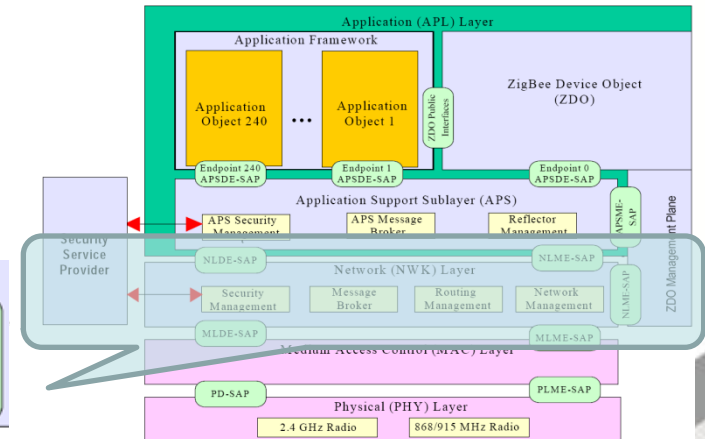 Application (APL) Layer
Application Framework
ZigBee Device Object
(ZDO)
Application
Object 240
...
Application
Object 1
ZDO Public
Interfaces
Endpoint 240
APSDE-SAP
Endpoint 1
APSDE-SAP
Endpoint 0
APSDE-SAP
Application Support Sublayer (APS)
APS Security
Management
APS Message
Broker
Reflector
Management
APSME-
SAP
ZDO Management Plane
Security
Service
Provider
NLDE-SAP
NLME-SAP
Network (NWK) Layer
Security
Management
Message
Broker
Routing
Management
Network
Management
NLME-SAP
MLDE-SAP
MLME-SAP
Medium Access Control (MAC) Layer
PD-SAP
PLME-SAP
Physical (PHY) Layer
2.4 GHz Radio
868/915 MHz Radio